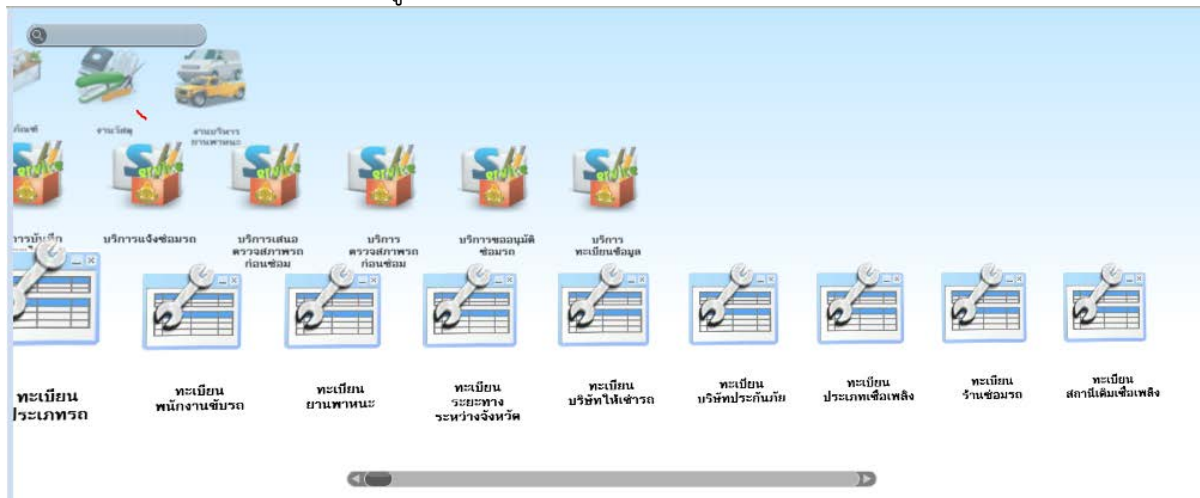 งานวัสดุ
งานบริหาร
ยานพาหนะ
บริการแจ้งซ่อมรถ
บริการเสนอ
ตรวจสภาพรถ
ก่อนซ่อม
บริการ
ตรวจสภาพรถ
ก่อนซ่อม
บริการขออนุมัติ
ซ่อมรถ
บริการ
ทะเบียนข้อมูล
ทะเบียน
ประเภทรถ
ทะเบียน
พนักงานขับรถ
ทะเบียน
ยานพาหนะ
ทะเบียน
ระยะทาง
ระหว่างจังหวัด
ทะเบียน
บริษัทให้เช่ารถ
ทะเบียน
บริษัทประกันภัย
ทะเบียน
ประเภทเชื้อเพลิง
ทะเบียน
ร้านซ่อมรถ
ทะเบียน
สถานีเติมเชื้อเพลิง